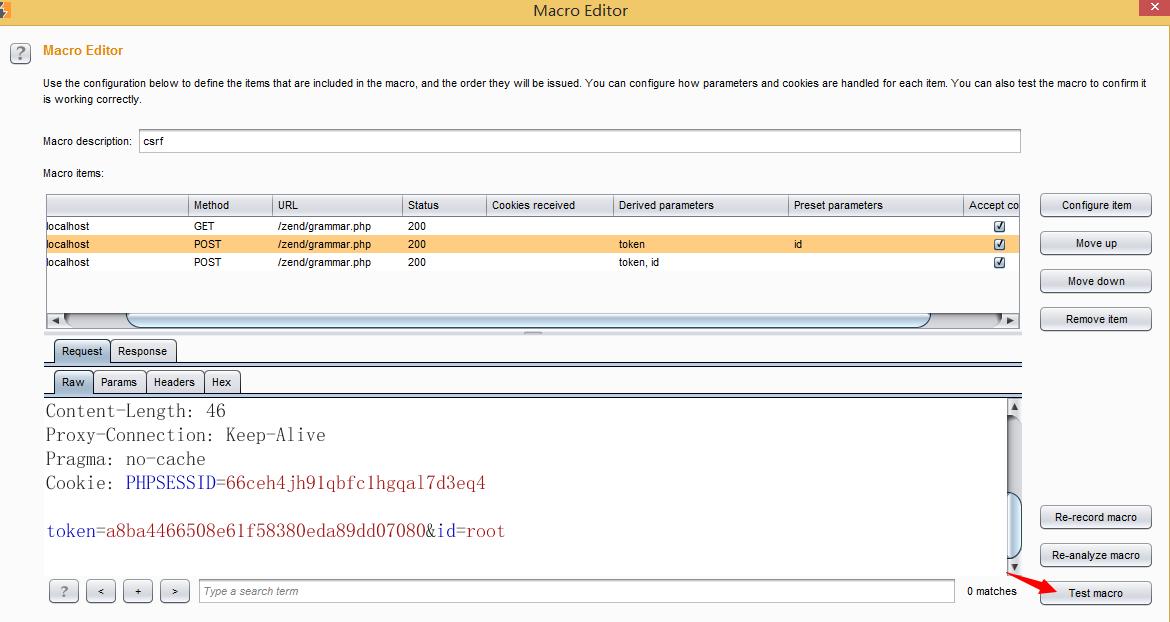 Macro Editor
Macro Editor
Use the configuration below to define the items that are included in the macro, and the order they will be issued. You can configure how parameters and cookies are handled for each item. You can also test the macro to confirm it
is working correctly.
Macro description: csrf
Macro items:
Method URL Status Cookies received Derived parameters Preset parameters Accept co
localhost GET /zend/grammar.php 200
localhost POST /zend/grammar.php 200 token id
localhost POST /zend/grammar.php 200 token, id
Configure item
Move up
Move down
Remove item
Request Response
Raw Params Headers Hex
Content-Length: 46
Proxy-Connection: Keep-Alive
Pragma: no-cache
Cookie: PHPSESSID=66ceh4jh91qbfc1hgqal7d3eq4
token=a8ba4466508e61f58380eda89dd07080&id=root
Re-record macro
Re-analyze macro
Test macro
? < + > Type a search term 0 matches